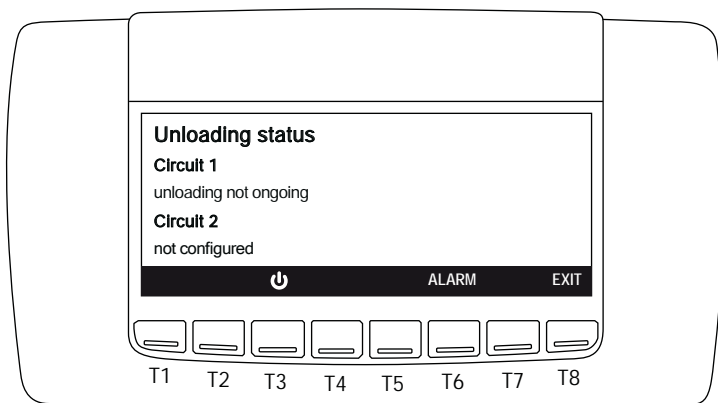 Unloading status
Circuit 1
unloading not ongoing
Circuit 2
not configured
ALARM EXIT
T1 T2 T3 T4 T5 T6 T7 T8